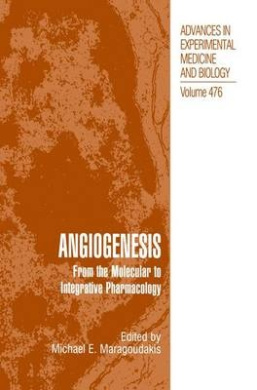 ADVANCES IN
EXPERIMENTAL
MEDICINE
AND BIOLOGY
Volume 476
ANGIOGENESIS
From the Molecular to
Integrative Pharmacology
Edited by
Michael E. Maragoudakis